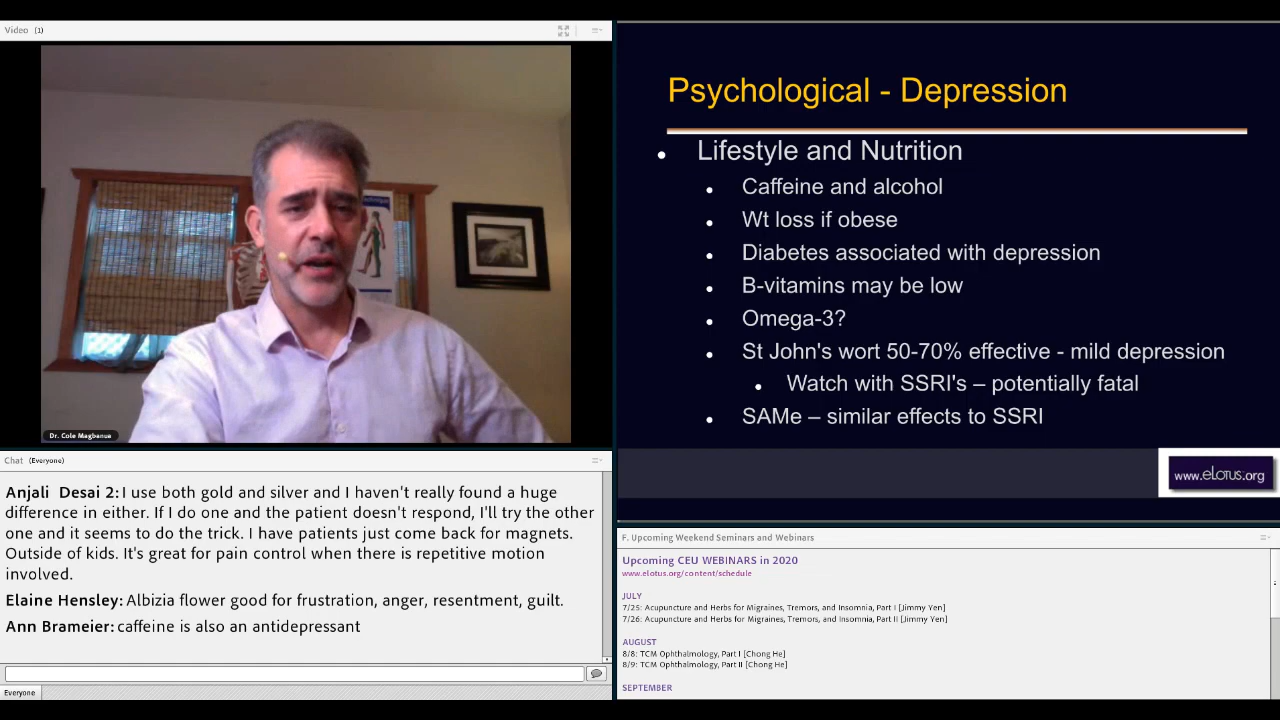 Video (1)
Dr. Cole Magbanua
Psychological - Depression
Lifestyle and Nutrition
Caffeine and alcohol
Wt loss if obese
Diabetes associated with depression
B-vitamins may be low
Omega-3?
St John's wort 50-70% effective - mild depression
Watch with SSRI's – potentially fatal
SAMe – similar effects to SSRI
www.eLotus.org
Chat (Everyone)
Anjali Desai 2: I use both gold and silver and I haven't really found a huge
difference in either. If I do one and the patient doesn't respond, I'll try the other
one and it seems to do the trick. I have patients just come back for magnets.
Outside of kids. It's great for pain control when there is repetitive motion
involved.
Elaine Hensley: Albizia flower good for frustration, anger, resentment, guilt.
Ann Brameier: caffeine is also an antidepressant
Everyone
F. Upcoming Weekend Seminars and Webinars
Upcoming CEU WEBINARS in 2020
www.elotus.org/content/schedule
JULY
7/25: Acupuncture and Herbs for Migraines, Tremors, and Insomnia, Part I [Jimmy Yen]
7/26: Acupuncture and Herbs for Migraines, Tremors, and Insomnia, Part II [Jimmy Yen]
AUGUST
8/8: TCM Ophthalmology, Part I [Chong He]
8/9: TCM Ophthalmology, Part II [Chong He]
SEPTEMBER